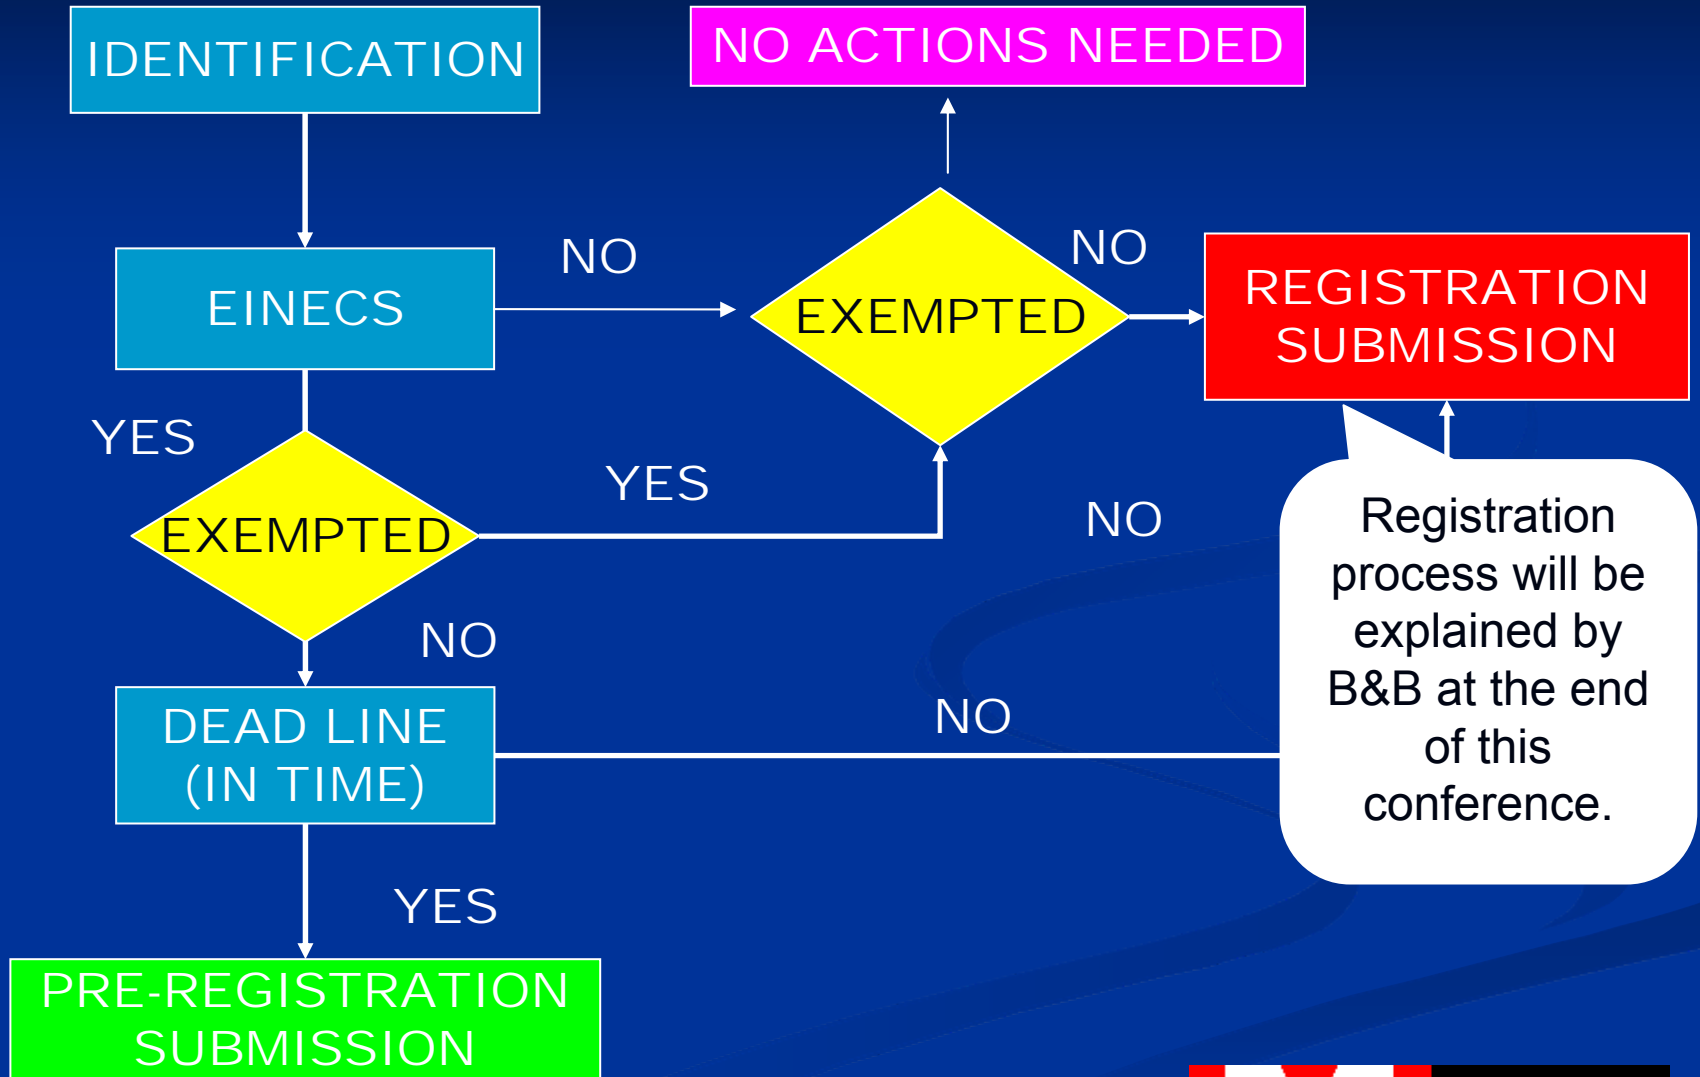 IDENTIFICATION
NO ACTIONS NEEDED
NO
NO
EINECS
EXEMPTED
REGISTRATION
SUBMISSION
YES
YES
NO
EXEMPTED
NO
Registration
process will be
explained by
B&B at the end
of this
conference.
DEAD LINE
(IN TIME)
NO
YES
PRE-REGISTRATION
SUBMISSION